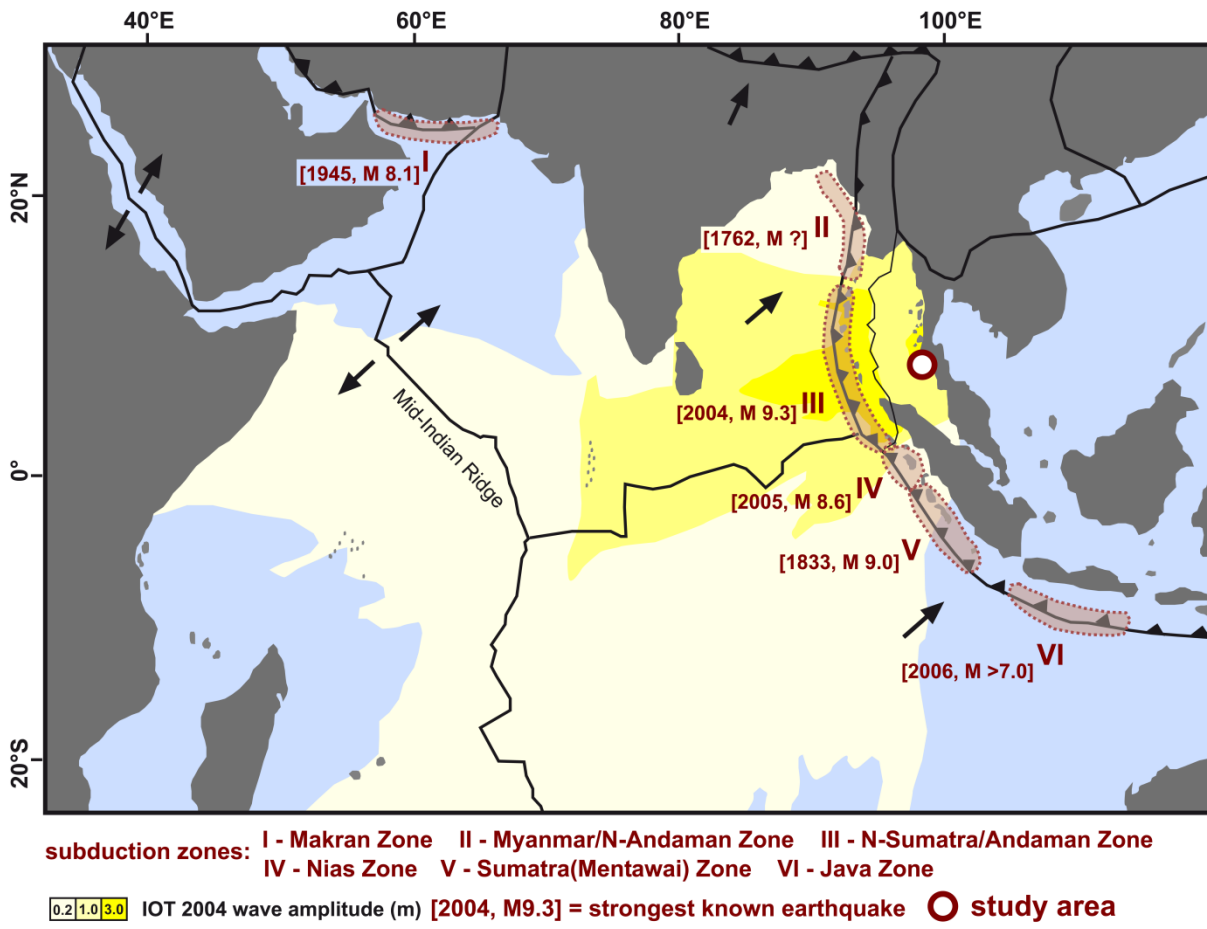 40°E 60°E 80°E 100°E
20°N
0°
20°S
I
[1945, M 8.1]
II
[1762, M ?]
III
[2004, M 9.3]
Mid-Indian Ridge
IV
[2005, M 8.6]
V
[1833, M 9.0]
VI
[2006, M >7.0]
subduction zones: I - Makran Zone II - Myanmar/N-Andaman Zone III - N-Sumatra/Andaman Zone
IV - Nias Zone V - Sumatra(Mentawai) Zone VI - Java Zone
0.2 1.0 3.0 IOT 2004 wave amplitude (m) [2004, M9.3] = strongest known earthquake study area